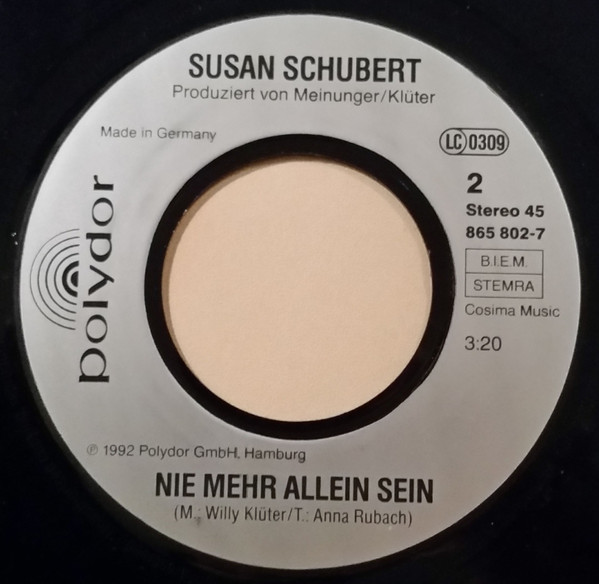 SUSAN SCHUBERT
Produziert von Meinunger/Klüter
Made in Germany
LC 0309
polydor
2
Stereo 45
865 802-7
B.I.E.M.
STEMRA
Cosima Music
3:20
℗ 1992 Polydor GmbH, Hamburg
NIE MEHR ALLEIN SEIN
(M.: Willy Klüter/T.: Anna Rubach)